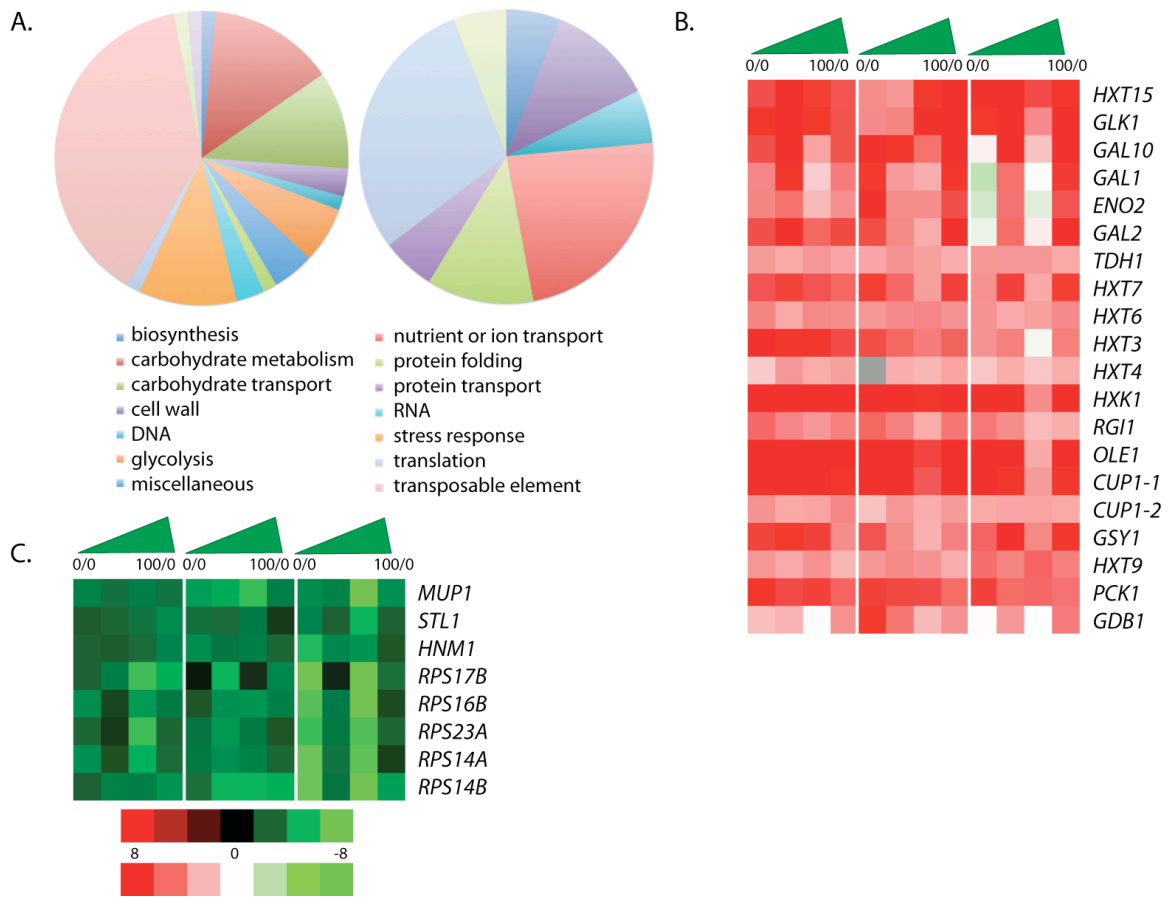 A.
biosynthesis
carbohydrate metabolism
carbohydrate transport
cell wall
DNA
glycolysis
miscellaneous
nutrient or ion transport
protein folding
protein transport
RNA
stress response
translation
transposable element
B.
0/0 100/0 0/0 100/0 0/0 100/0
HXT15
GLK1
GAL10
GAL1
ENO2
GAL2
TDH1
HXT7
HXT6
HXT3
HXT4
HXK1
RGI1
OLE1
CUP1-1
CUP1-2
GSY1
HXT9
PCK1
GDB1
C.
0/0 100/0 0/0 100/0 0/0 100/0
MUP1
STL1
HNM1
RPS17B
RPS16B
RPS23A
RPS14A
RPS14B
8 0 -8